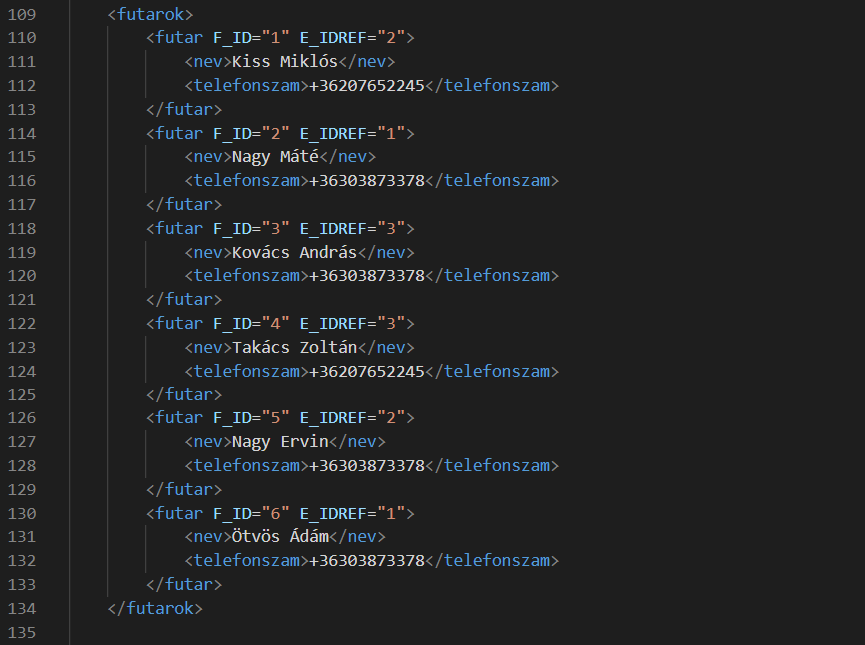 109 <futarok>
110 <futar F_ID="1" E_IDREF="2">
111 <nev>Kiss Miklós</nev>
112 <telefonszam>+36207652245</telefonszam>
113 </futar>
114 <futar F_ID="2" E_IDREF="1">
115 <nev>Nagy Máté</nev>
116 <telefonszam>+36303873378</telefonszam>
117 </futar>
118 <futar F_ID="3" E_IDREF="3">
119 <nev>Kovács András</nev>
120 <telefonszam>+36303873378</telefonszam>
121 </futar>
122 <futar F_ID="4" E_IDREF="3">
123 <nev>Takács Zoltán</nev>
124 <telefonszam>+36207652245</telefonszam>
125 </futar>
126 <futar F_ID="5" E_IDREF="2">
127 <nev>Nagy Ervin</nev>
128 <telefonszam>+36303873378</telefonszam>
129 </futar>
130 <futar F_ID="6" E_IDREF="1">
131 <nev>Ötvös Ádám</nev>
132 <telefonszam>+36303873378</telefonszam>
133 </futar>
134 </futarok>
135